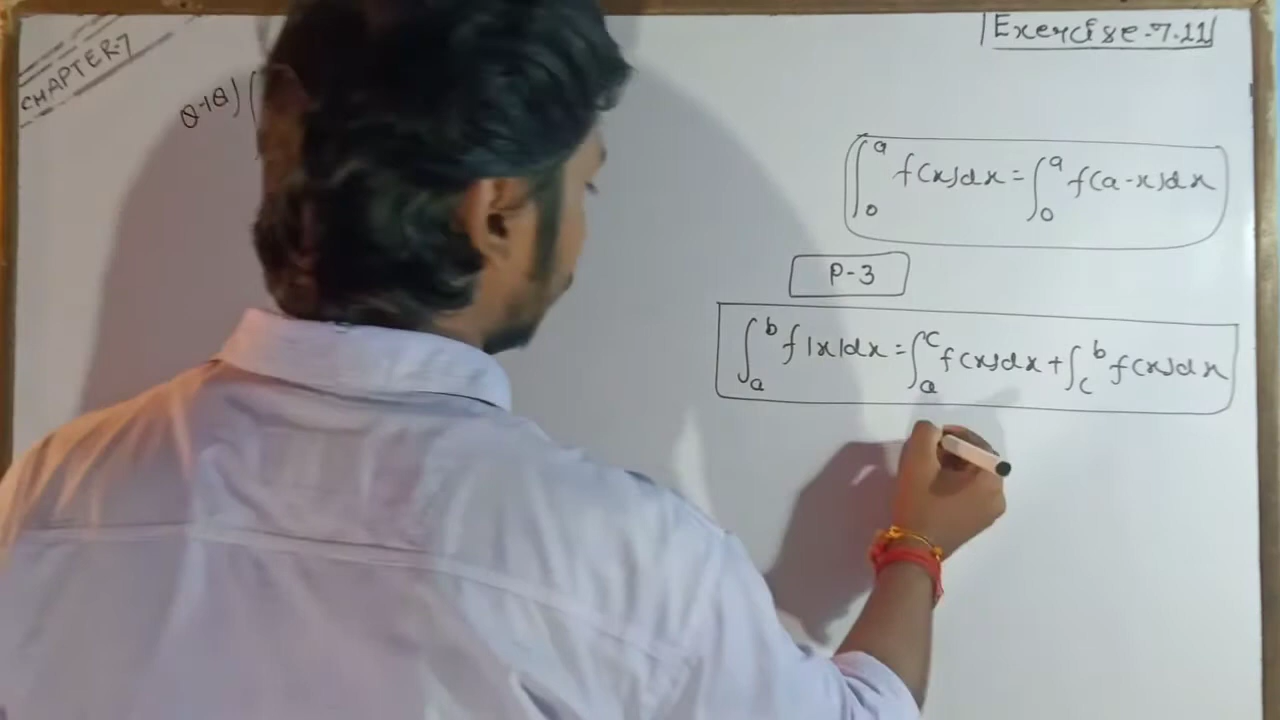 CHAPTER-7
Exercise-7.11
Q-18) ∫
∫₀ᵃ f(x)dx = ∫₀ᵃ f(a-x)dx
P-3
∫ₐᵇ f|x|dx = ∫ₐᶜ f(x)dx + ∫꜀ᵇ f(x)dx